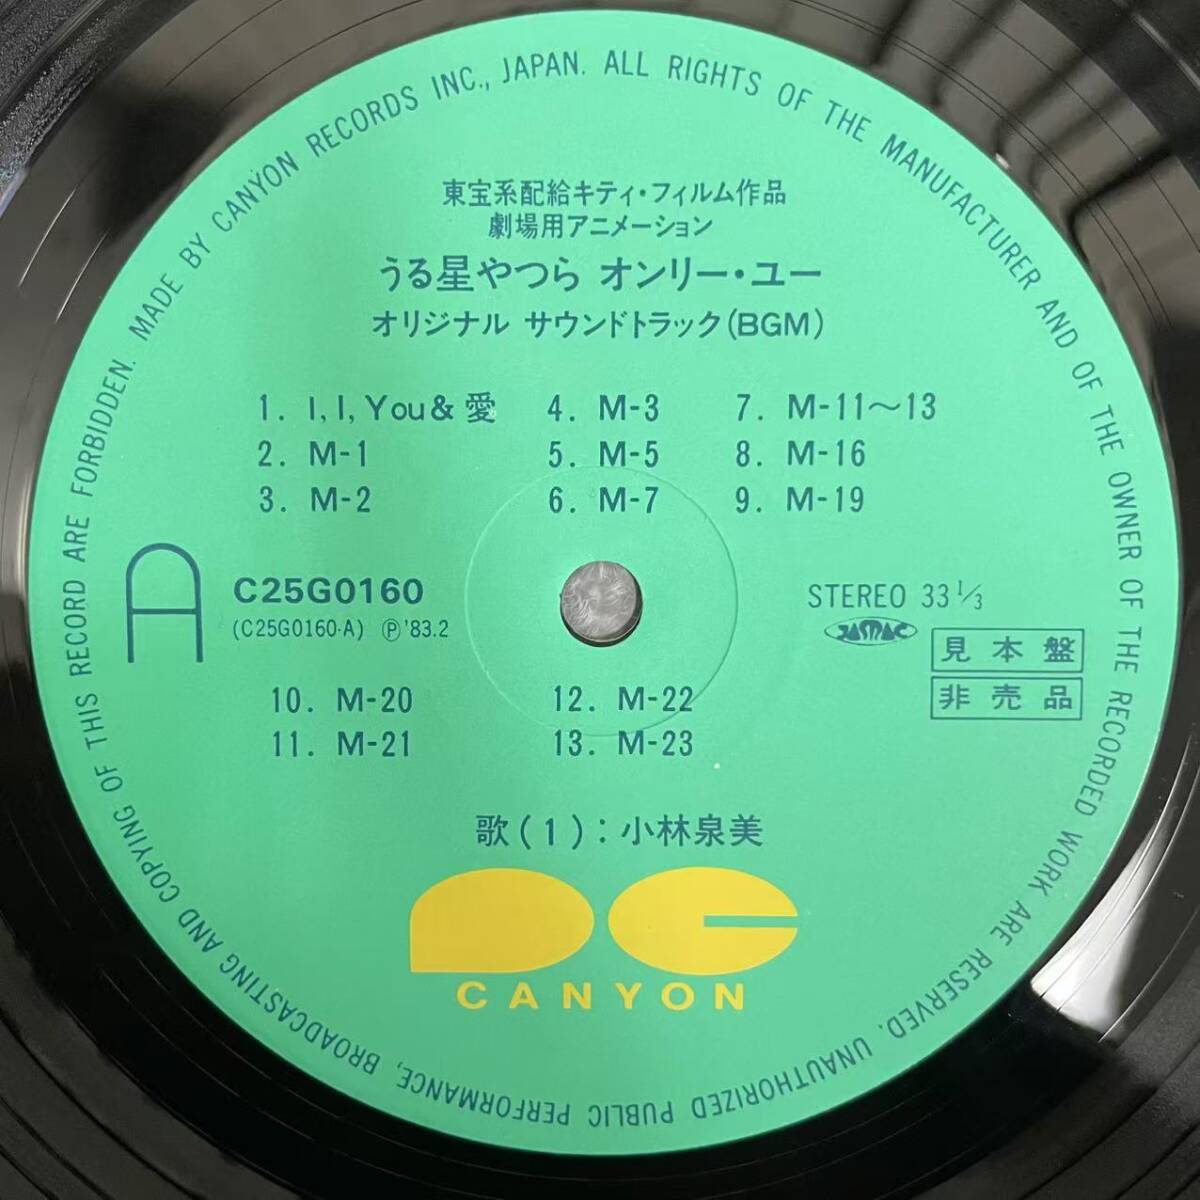 MADE BY CANYON RECORDS INC., JAPAN. ALL RIGHTS OF THE MANUFACTURER AND OF THE OWNER OF THE RECORDED WORK ARE RESERVED. UNAUTHORIZED PUBLIC PERFORMANCE, BROADCASTING AND COPYING OF THIS RECORD ARE FORBIDDEN.
東宝系配給キティ・フィルム作品
劇場用アニメーション
うる星やつら オンリー・ユー
オリジナル サウンドトラック(BGM)
1. I, I, You & 愛
2. M-1
3. M-2
4. M-3
5. M-5
6. M-7
7. M-11～13
8. M-16
9. M-19
A
C25G0160
(C25G0160-A) Ⓟ'83.2
STEREO 33 1/3
JASRAC
見本盤
非売品
10. M-20
11. M-21
12. M-22
13. M-23
歌(1):小林泉美
CANYON